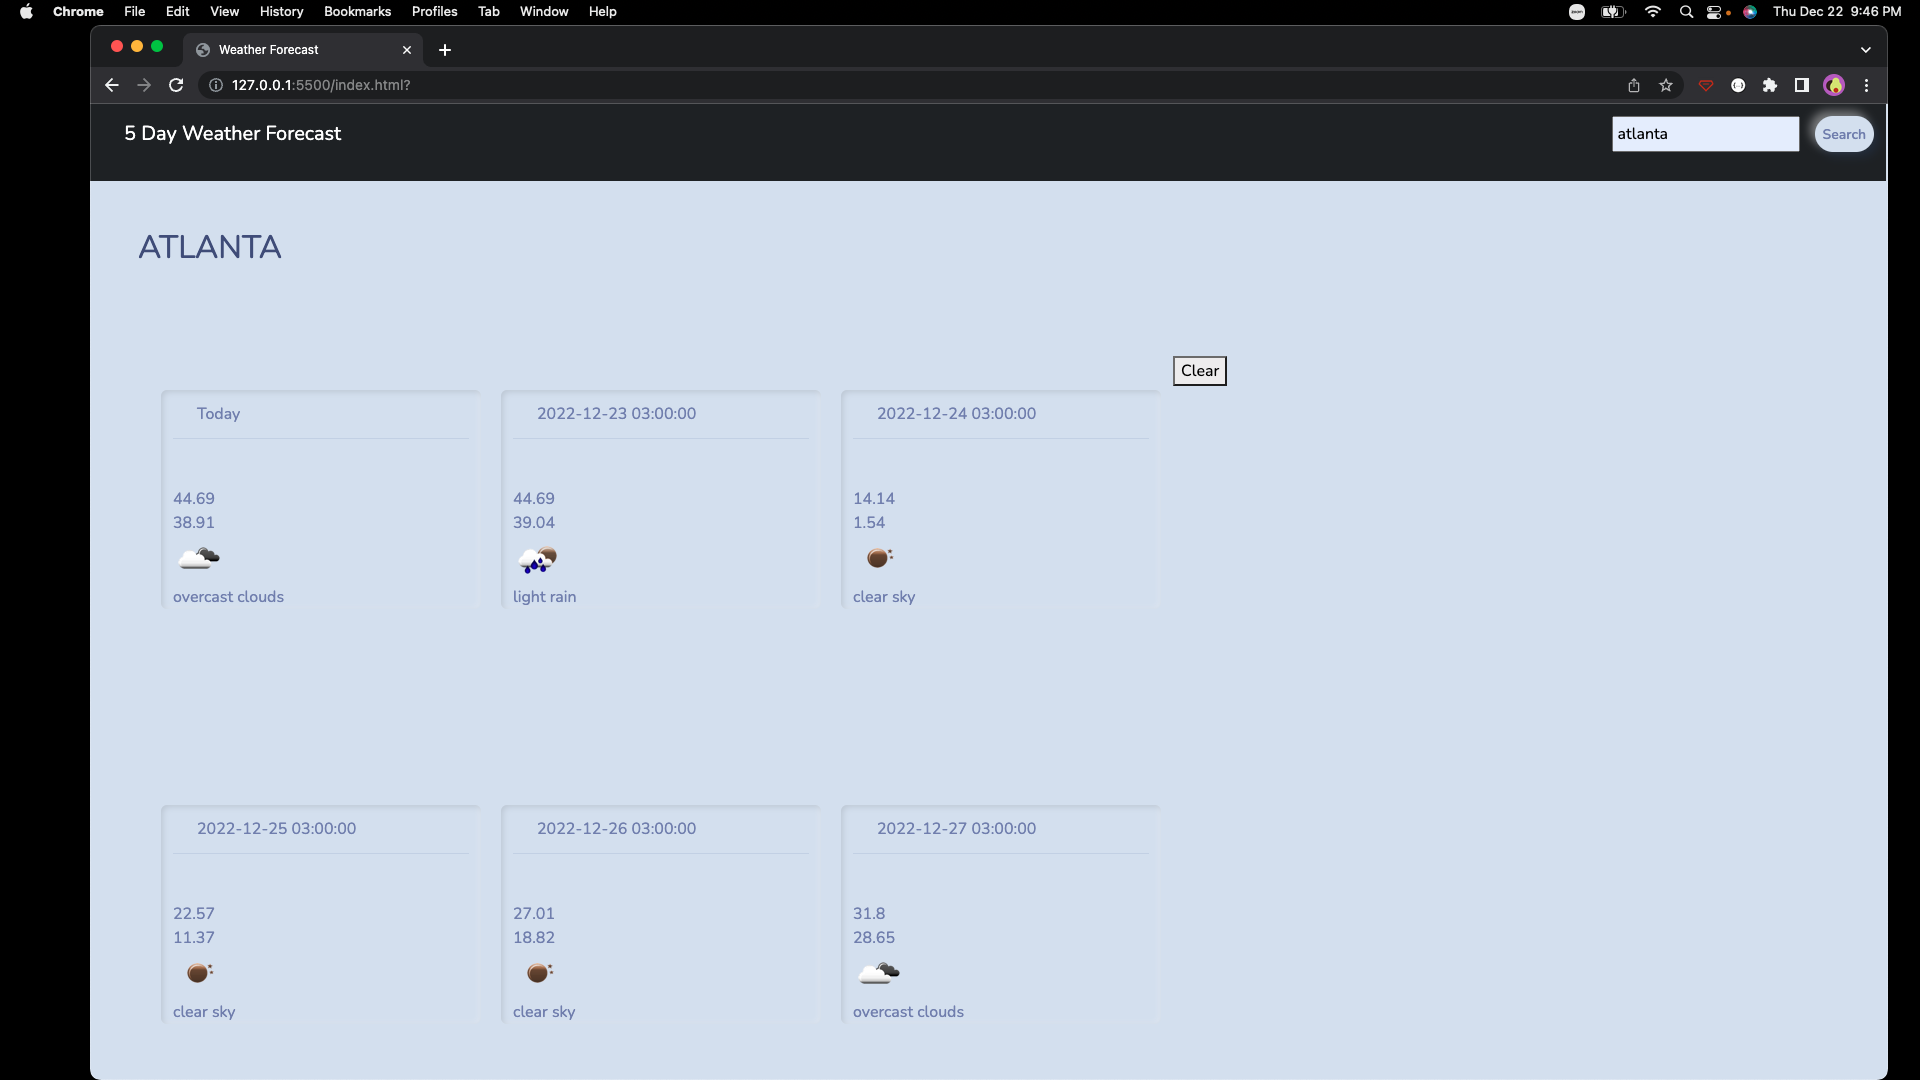 Chrome File Edit View History Bookmarks Profiles Tab Window Help Thu Dec 22 9:46 PM
Weather Forecast
127.0.0.1:5500/index.html?
5 Day Weather Forecast
atlanta
Search
ATLANTA
Clear
Today
44.69
38.91
overcast clouds
2022-12-23 03:00:00
44.69
39.04
light rain
2022-12-24 03:00:00
14.14
1.54
clear sky
2022-12-25 03:00:00
22.57
11.37
clear sky
2022-12-26 03:00:00
27.01
18.82
clear sky
2022-12-27 03:00:00
31.8
28.65
overcast clouds